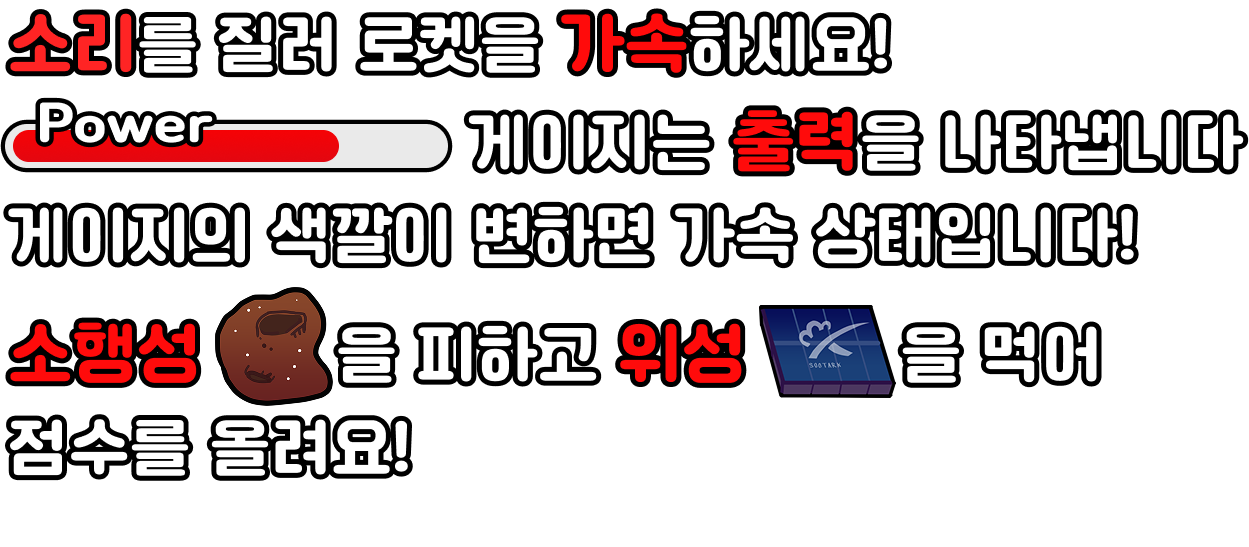 소리를 질러 로켓을 가속하세요!
Power 게이지는 출력을 나타냅니다
게이지의 색깔이 변하면 가속 상태입니다!
소행성 을 피하고 위성 을 먹어
점수를 올려요!